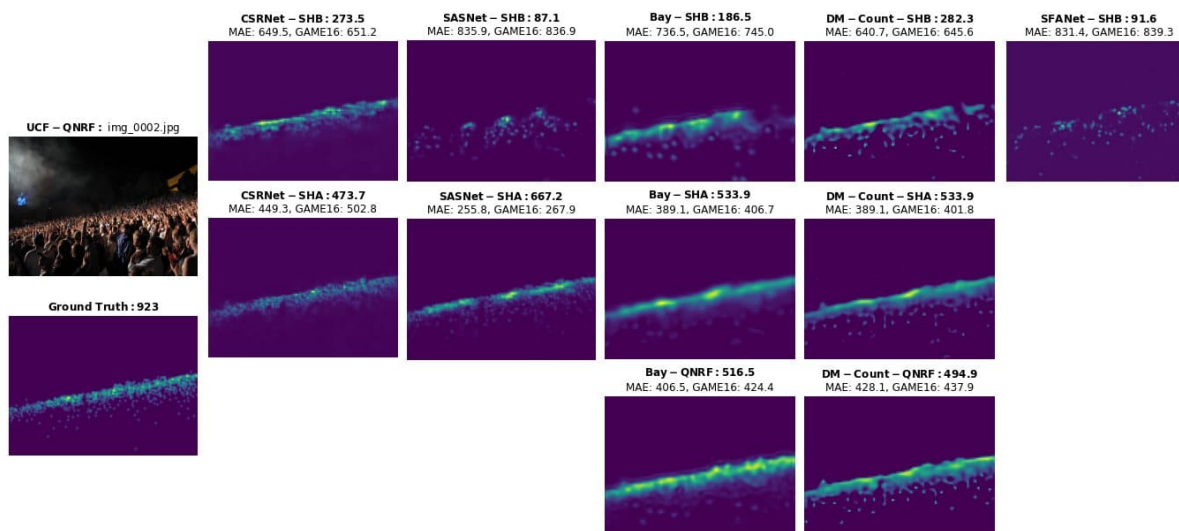 CSRNet-SHB: 273.5
MAE: 649.5, GAME16: 651.2
SASNet-SHB: 87.1
MAE: 835.9, GAME16: 836.9
Bay-SHB: 186.5
MAE: 736.5, GAME16: 745.0
DM-Count-SHB: 282.3
MAE: 640.7, GAME16: 645.6
SFANet-SHB: 91.6
MAE: 831.4, GAME16: 839.3
UCF-QNRF: img_0002.jpg
CSRNet-SHA: 473.7
MAE: 449.3, GAME16: 502.8
SASNet-SHA: 667.2
MAE: 255.8, GAME16: 267.9
Bay-SHA: 533.9
MAE: 389.1, GAME16: 406.7
DM-Count-SHA: 533.9
MAE: 389.1, GAME16: 401.8
Ground Truth: 923
Bay-QNRF: 516.5
MAE: 406.5, GAME16: 424.4
DM-Count-QNRF: 494.9
MAE: 428.1, GAME16: 437.9